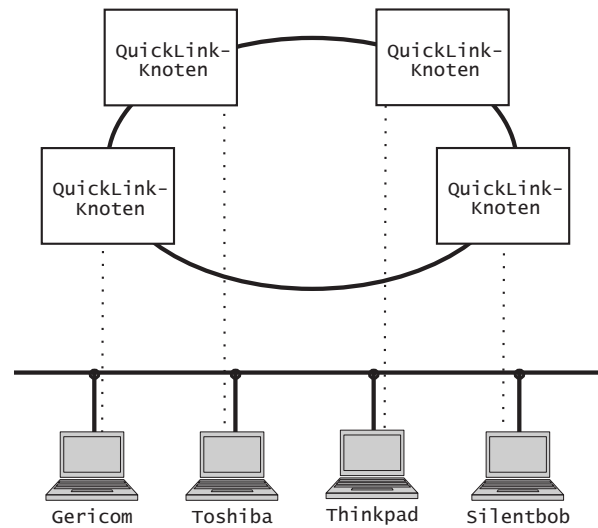 QuickLink-
Knoten
QuickLink-
Knoten
QuickLink-
Knoten
QuickLink-
Knoten
Gericom
Toshiba
Thinkpad
Silentbob